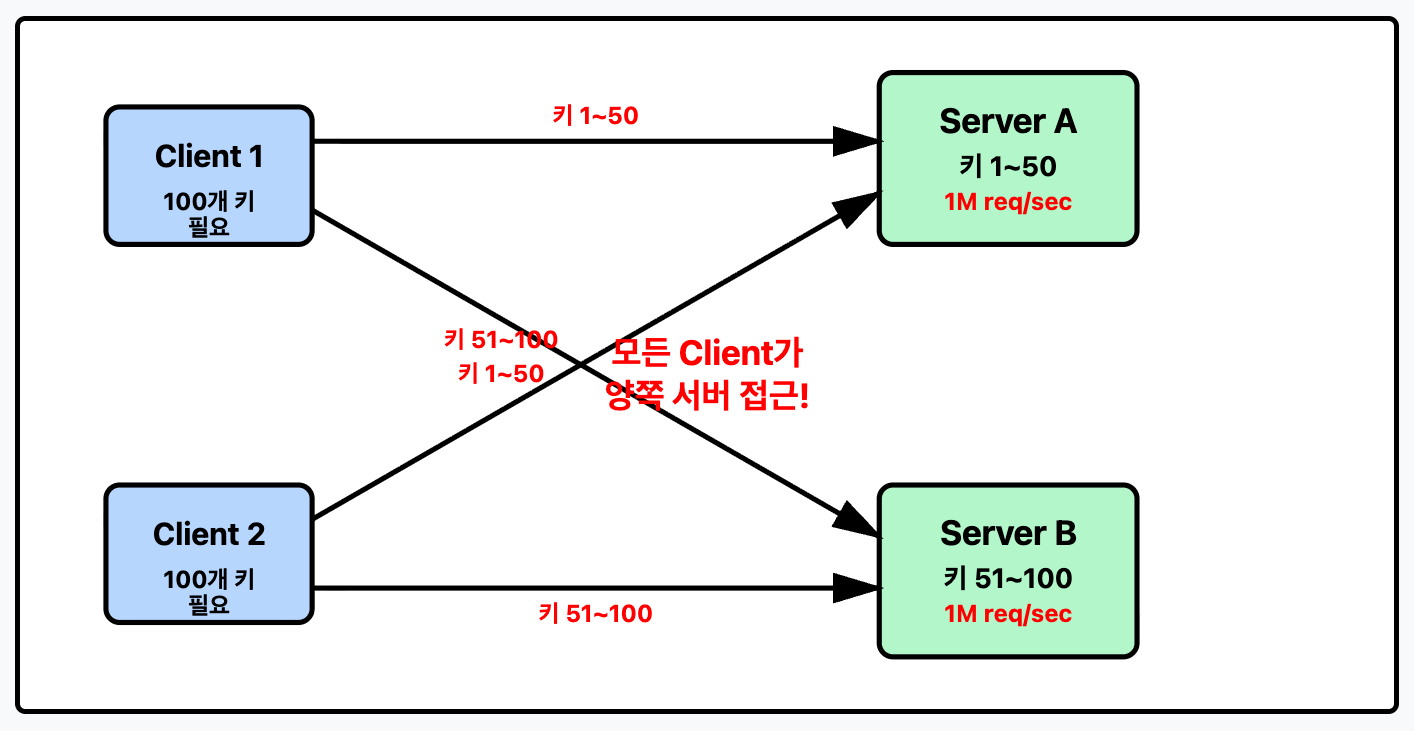 키 1~50
Client 1
100개 키
필요
Server A
키 1~50
1M req/sec
키 51~100
키 1~50
모든 Client가
양쪽 서버 접근!
Client 2
100개 키
필요
키 51~100
Server B
키 51~100
1M req/sec